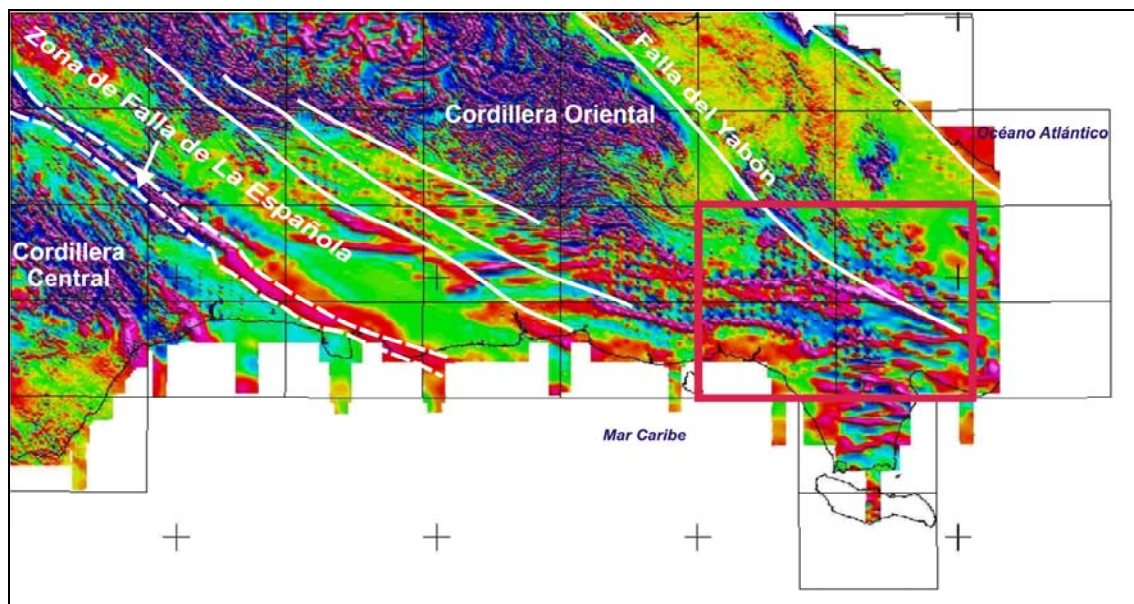 Zona de Falla de La Española
Cordillera Oriental
Falla del Yabón
Océano Atlántico
Cordillera
Central
Mar Caribe